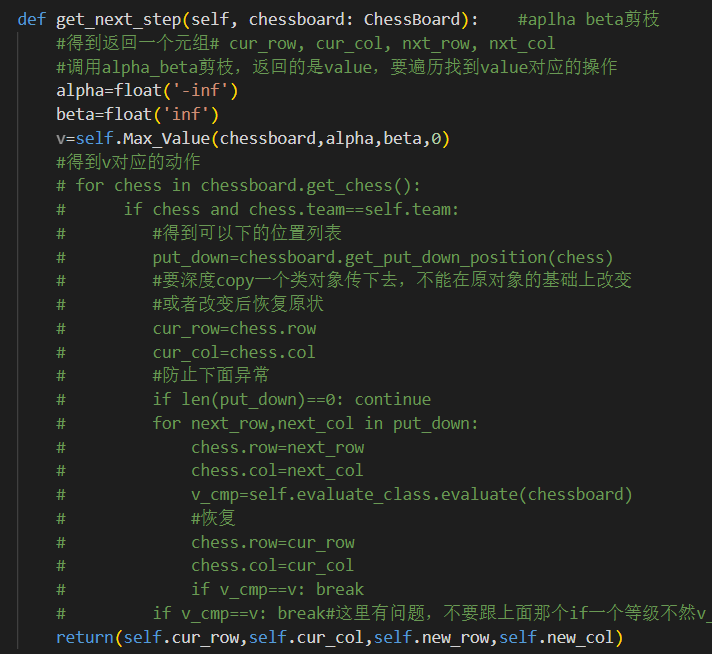 def get_next_step(self, chessboard: ChessBoard):    #aplha beta剪枝
    #得到返回一个元组# cur_row, cur_col, nxt_row, nxt_col
    #调用alpha_beta剪枝，返回的是value，要遍历找到value对应的操作
    alpha=float('-inf')
    beta=float('inf')
    v=self.Max_Value(chessboard,alpha,beta,0)
    #得到v对应的动作
    # for chess in chessboard.get_chess():
    #      if chess and chess.team==self.team:
    #         #得到可以下的位置列表
    #         put_down=chessboard.get_put_down_position(chess)
    #         #要深度copy一个类对象传下去，不能在原对象的基础上改变
    #         #或者改变后恢复原状
    #         cur_row=chess.row
    #         cur_col=chess.col
    #         #防止下面异常
    #         if len(put_down)==0: continue
    #         for next_row,next_col in put_down:
    #             chess.row=next_row
    #             chess.col=next_col
    #             v_cmp=self.evaluate_class.evaluate(chessboard)
    #             #恢复
    #             chess.row=cur_row
    #             chess.col=cur_col
    #             if v_cmp==v: break
    #         if v_cmp==v: break#这里有问题，不要跟上面那个if一个等级不然v_
    return(self.cur_row,self.cur_col,self.new_row,self.new_col)